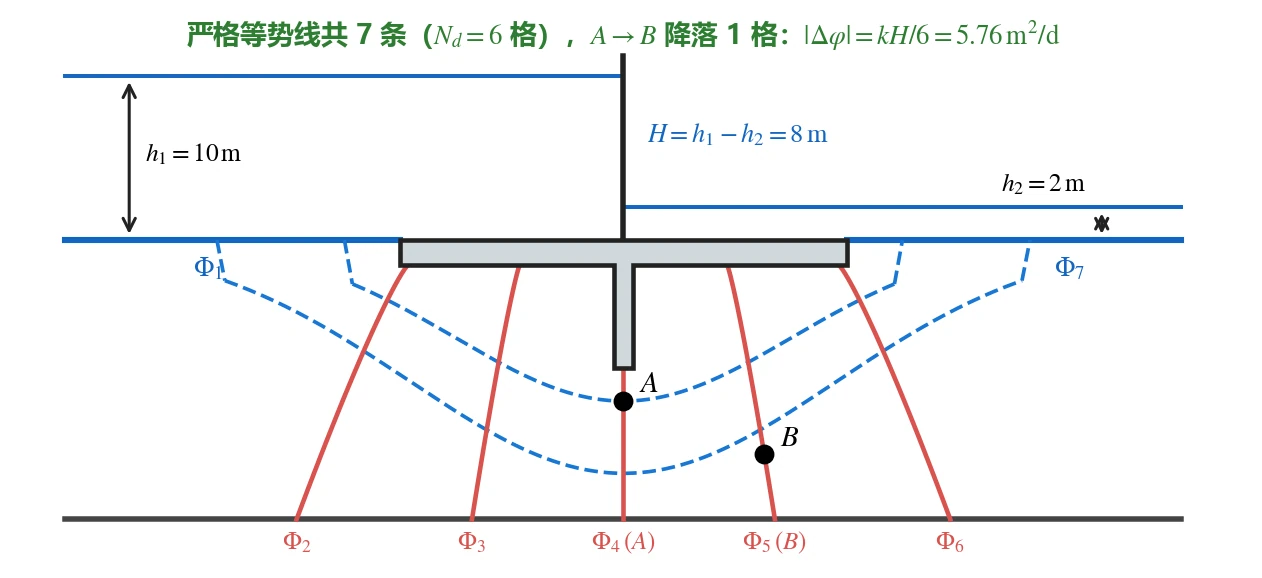 严格等势线共 7 条（N_d = 6 格），A → B 降落 1 格：|Δφ| = kH/6 = 5.76 m²/d
H = h₁ − h₂ = 8 m
h₁ = 10 m
h₂ = 2 m
Φ₁
Φ₇
A
B
Φ₂
Φ₃
Φ₄ (A)
Φ₅ (B)
Φ₆